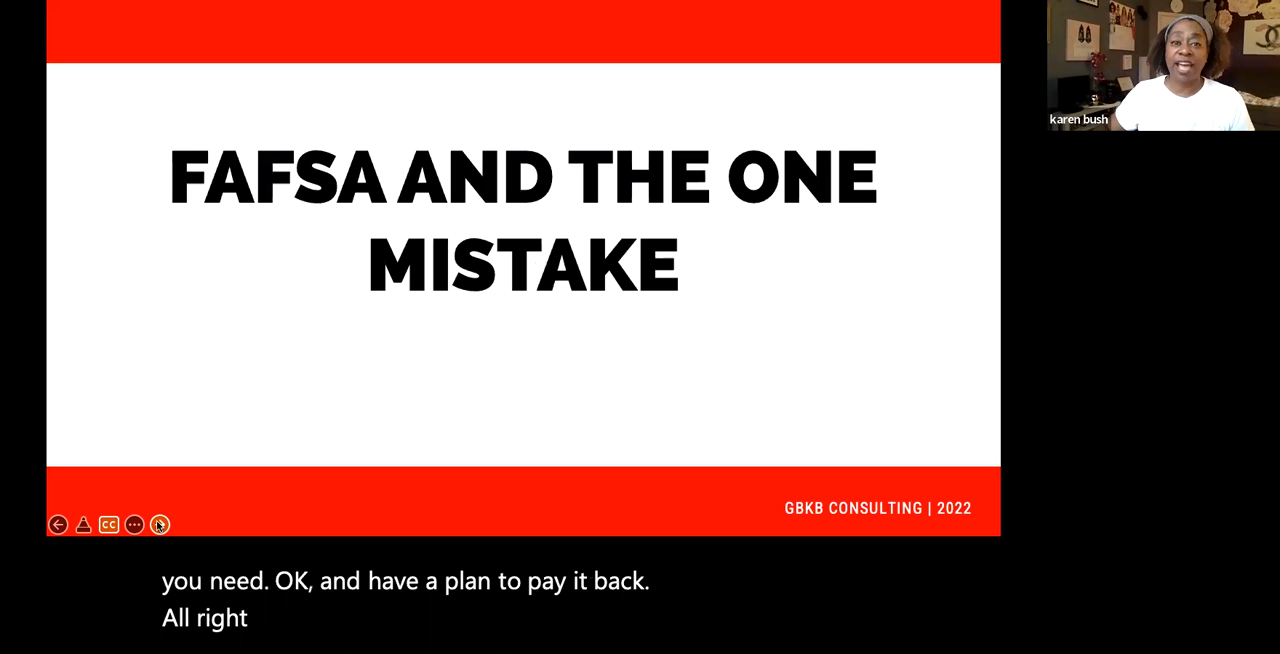 FAFSA AND THE ONE
MISTAKE
karen bush
GBKB CONSULTING | 2022
CC
you need. OK, and have a plan to pay it back.
All right